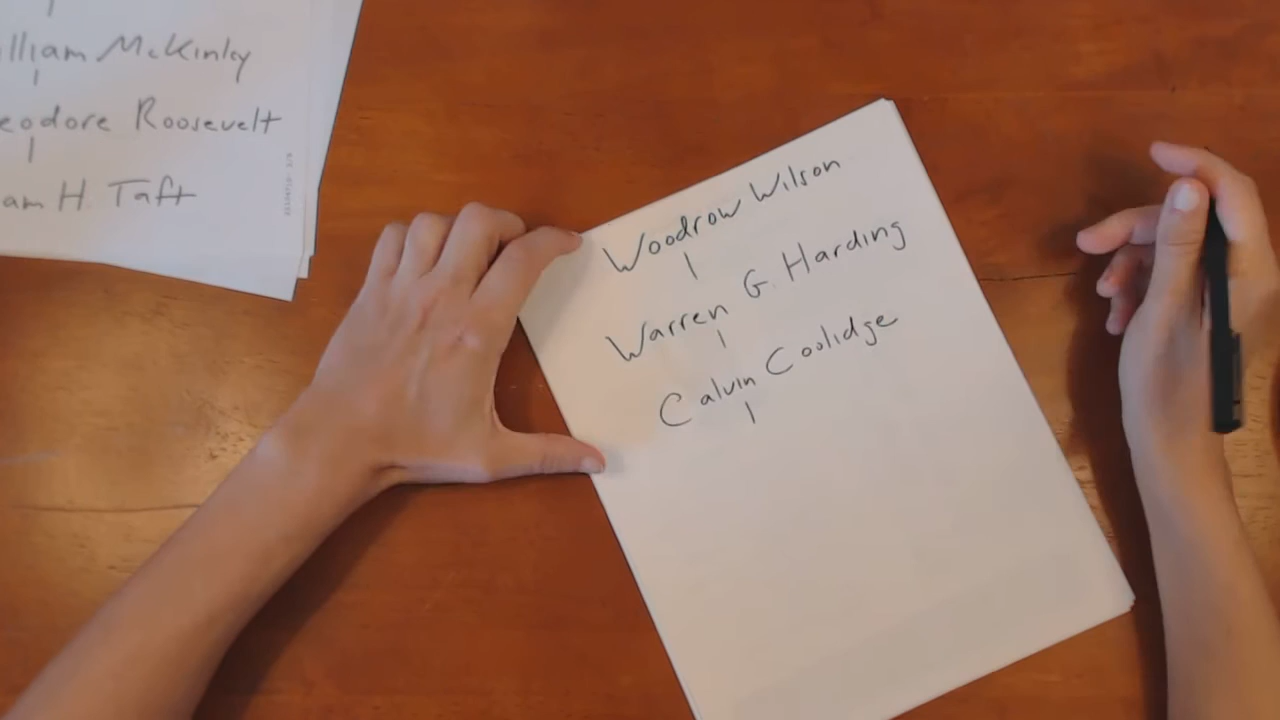 lliam McKinley
eodore Roosevelt
am H. Taft
Woodrow Wilson
Warren G. Harding
Calvin Coolidge